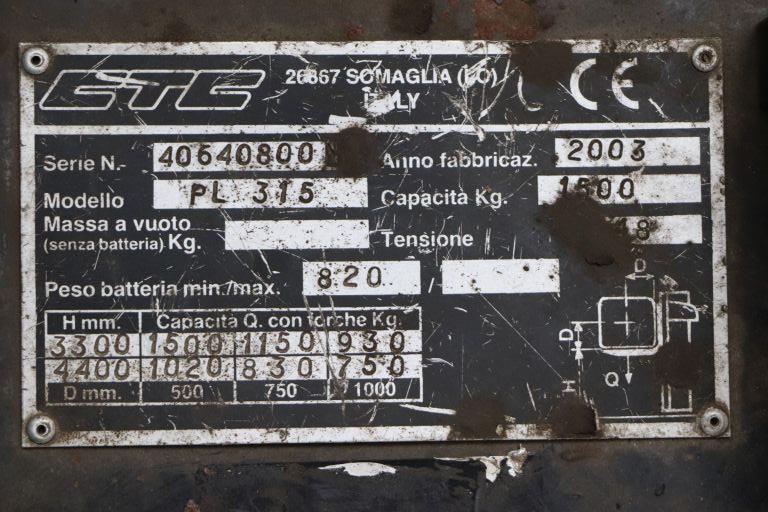 CTC 26867 SOMAGLIA (LO) CE
ITALY
Serie N.- 40640800 Anno fabbricaz. 2003
Modello PL 315 Capacita Kg. 1500
Massa a vuoto
(senza batteria) Kg. Tensione 8
Peso batteria min./max. 820 /
H mm. Capacita Q. con forche Kg.
3300 1500 1150 930
4400 1020 830 750
D mm. 500 750 1000
D
D
H
Q